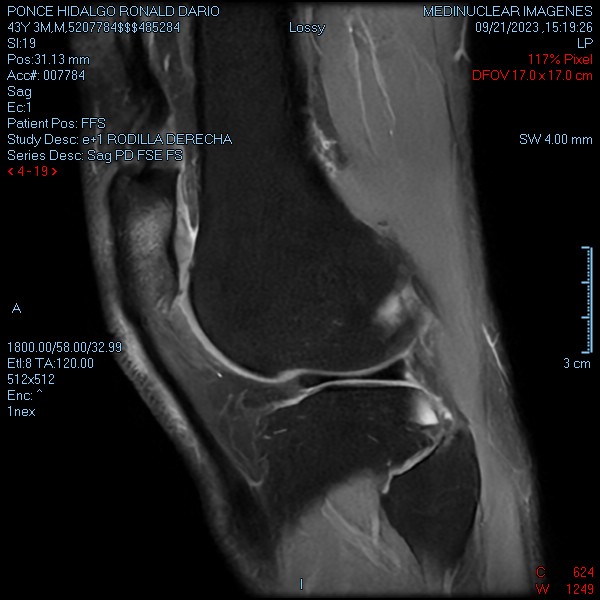 PONCE HIDALGO RONALD DARIO
43Y 3M,M,5207784$$$485284
SI:19
Pos:31.13 mm
Acc#: 007784
Sag
Ec:1
Patient Pos: FFS
Study Desc: e+1 RODILLA DERECHA
Series Desc: Sag PD FSE FS
< 4 - 19 >
Lossy
MEDINUCLEAR IMAGENES
09/21/2023 ,15:19:26
LP
117% Pixel
DFOV 17.0 x 17.0 cm
SW 4.00 mm
A
1800.00/58.00/32.99
Etl:8 TA:120.00
512x512
Enc: ^
1nex
3 cm
I
C 624
W 1249